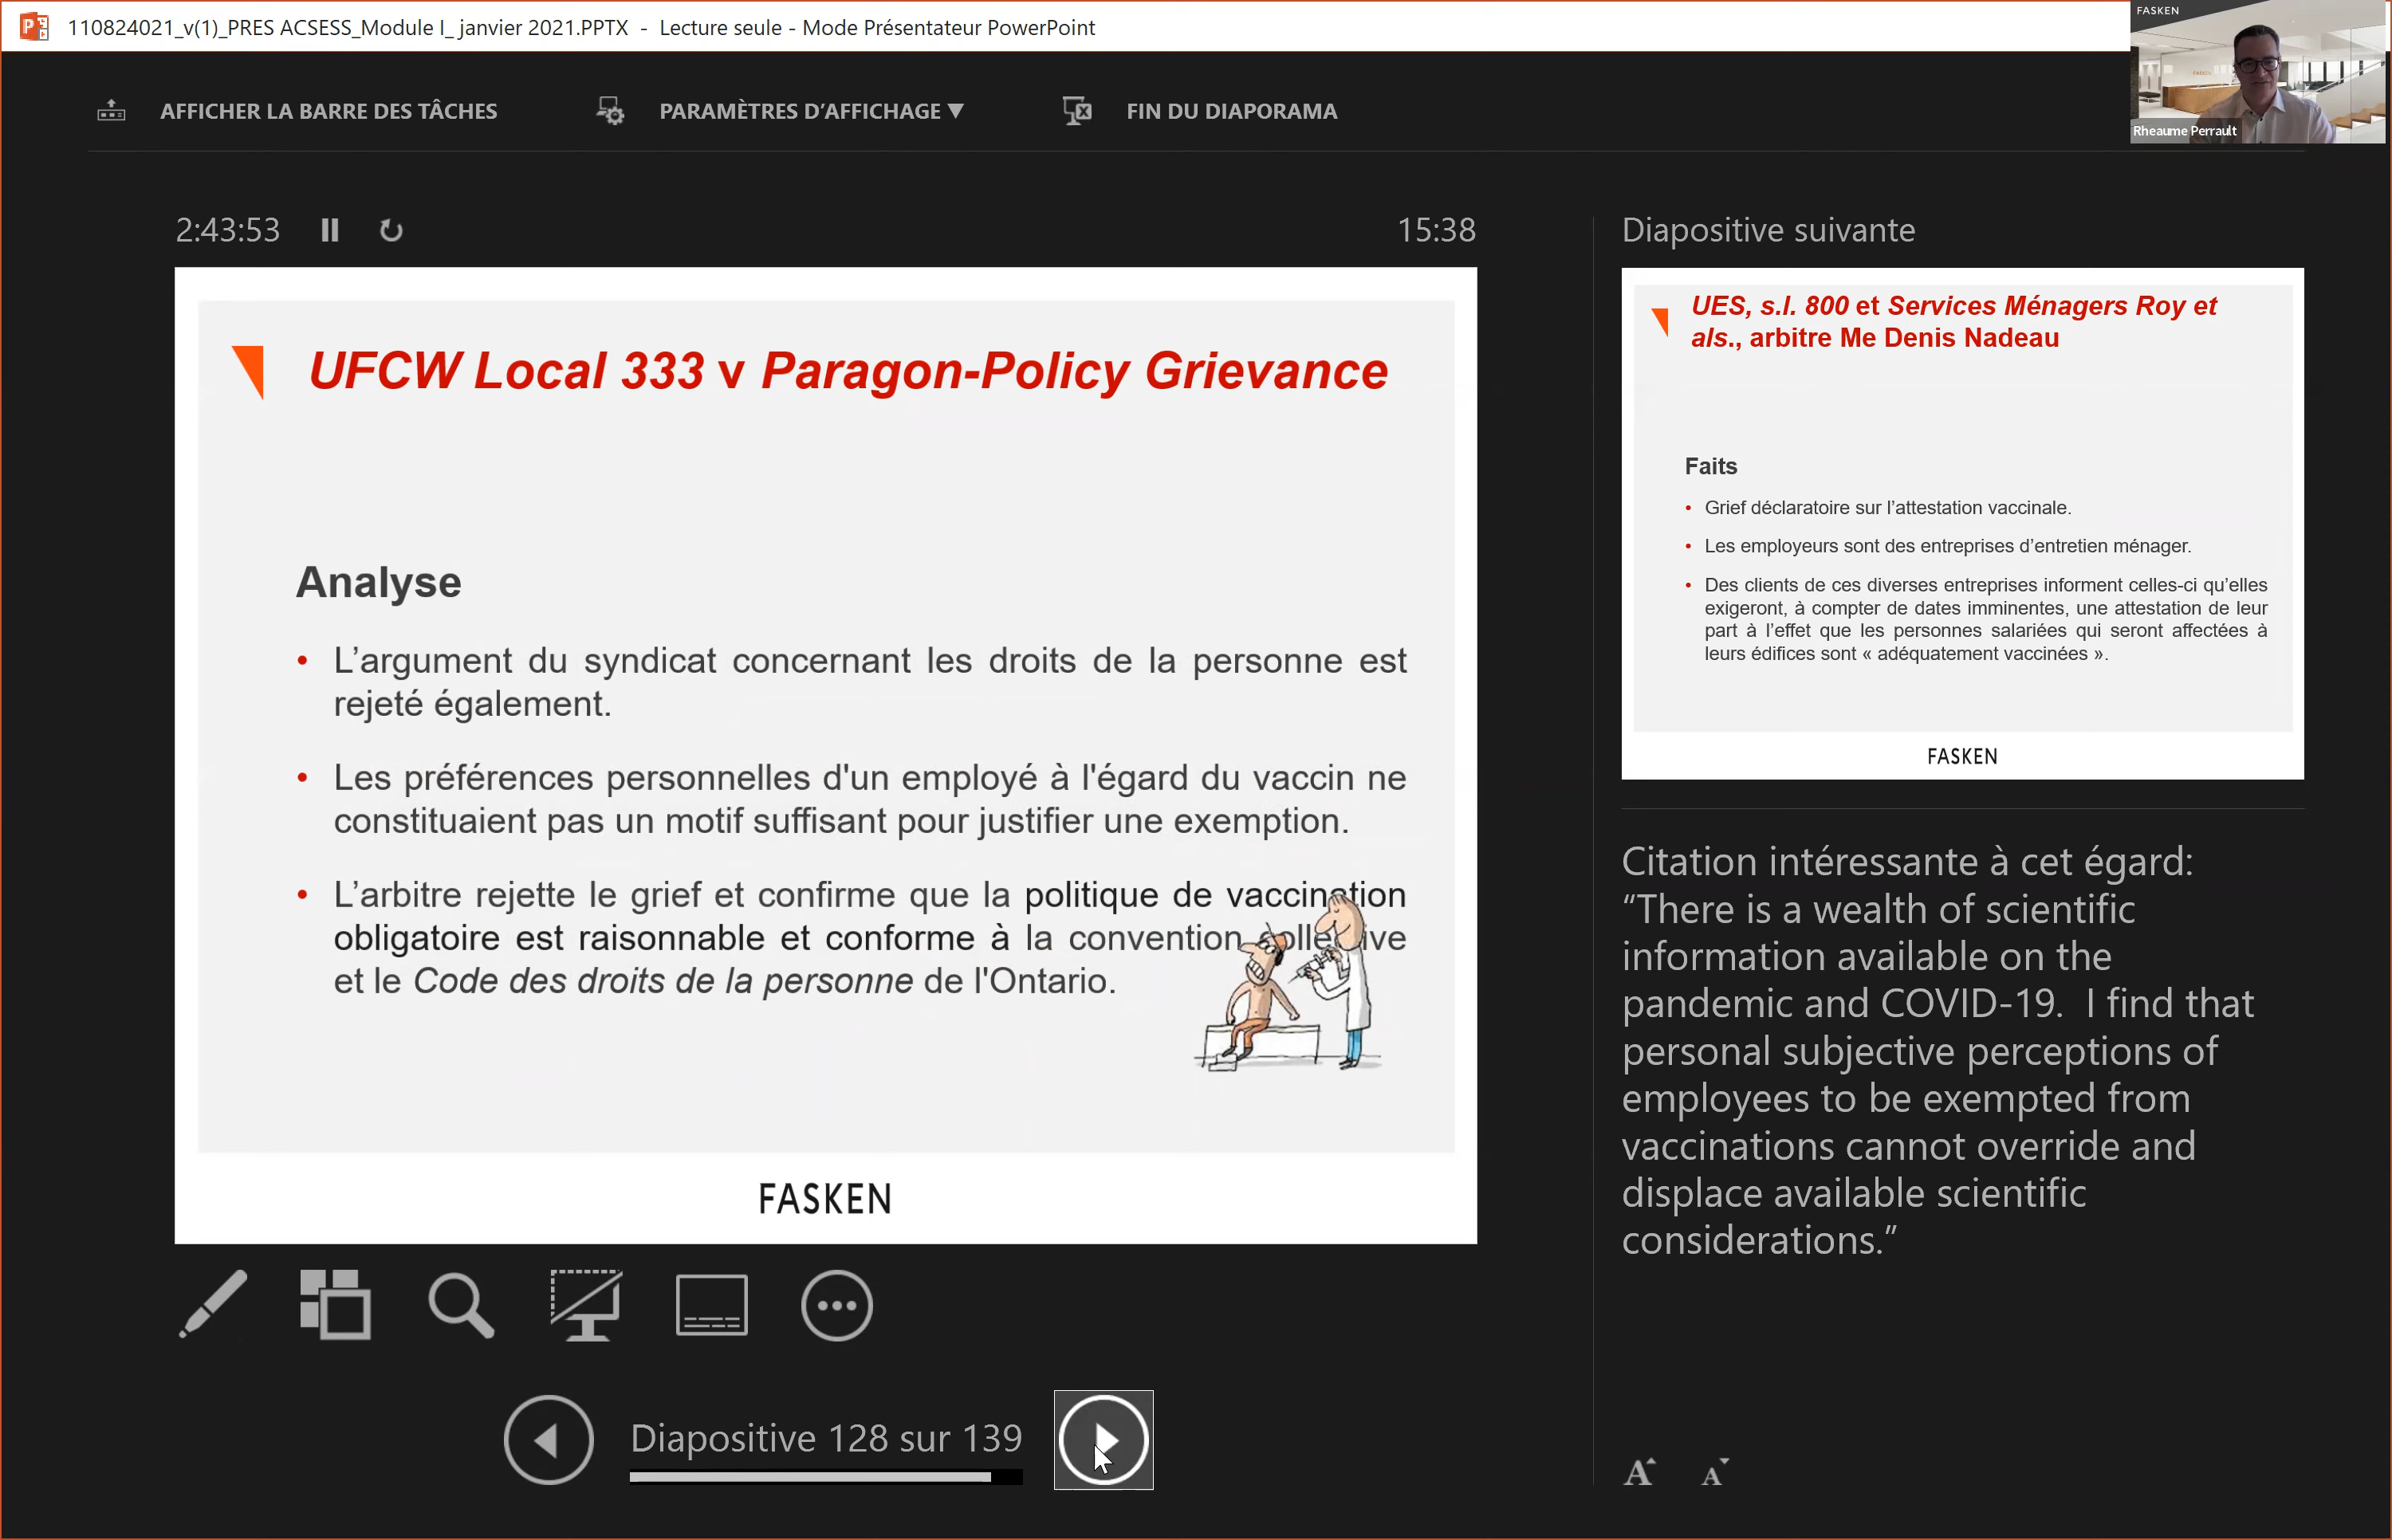 110824021_v(1)_PRES ACSESS_Module I_ janvier 2021.PPTX  -  Lecture seule - Mode Présentateur PowerPoint
FASKEN
Rheaume Perrault
AFFICHER LA BARRE DES TÂCHES
PARAMÈTRES D’AFFICHAGE ▼
FIN DU DIAPORAMA
2:43:53
15:38
UFCW Local 333 v Paragon-Policy Grievance
Analyse
• L’argument du syndicat concernant les droits de la personne est
rejeté également.
• Les préférences personnelles d'un employé à l'égard du vaccin ne
constituaient pas un motif suffisant pour justifier une exemption.
• L’arbitre rejette le grief et confirme que la politique de vaccination
obligatoire est raisonnable et conforme à la convention collective
et le Code des droits de la personne de l'Ontario.
FASKEN
Diapositive 128 sur 139
Diapositive suivante
UES, s.l. 800 et Services Ménagers Roy et
als., arbitre Me Denis Nadeau
Faits
• Grief déclaratoire sur l’attestation vaccinale.
• Les employeurs sont des entreprises d’entretien ménager.
• Des clients de ces diverses entreprises informent celles-ci qu’elles
exigeront, à compter de dates imminentes, une attestation de leur
part à l’effet que les personnes salariées qui seront affectées à
leurs édifices sont « adéquatement vaccinées ».
FASKEN
Citation intéressante à cet égard:
“There is a wealth of scientific
information available on the
pandemic and COVID-19.  I find that
personal subjective perceptions of
employees to be exempted from
vaccinations cannot override and
displace available scientific
considerations.”
A A